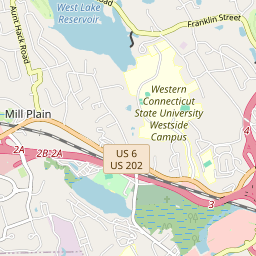 Aunt Hack Road
West Lake
Reservoir
ad
Franklin Street
Western
Connecticut
State University
Westside
Campus
Mill Plain
4
2A
2B-2A
US 6
US 202
3